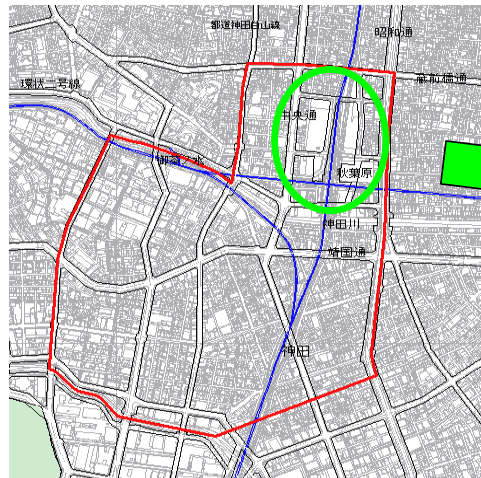 都道神田白山線
昭和通
蔵前橋通
環状二号線
中央通
御茶ノ水
秋葉原
神田川
靖国通
神田